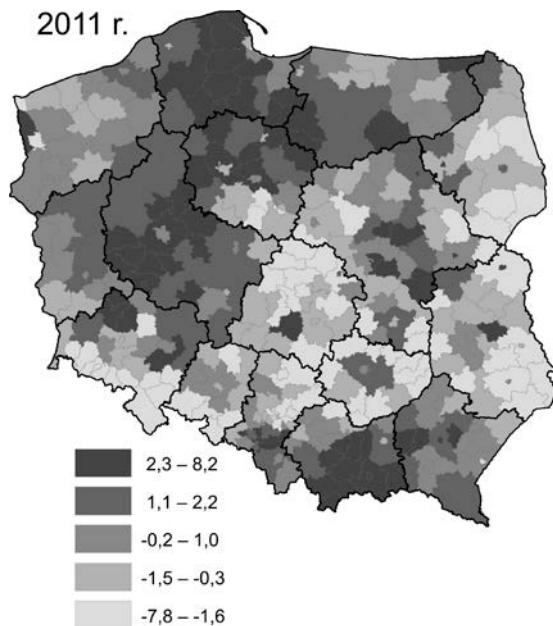 2011 r.
2,3 – 8,2
1,1 – 2,2
-0,2 – 1,0
-1,5 – -0,3
-7,8 – -1,6